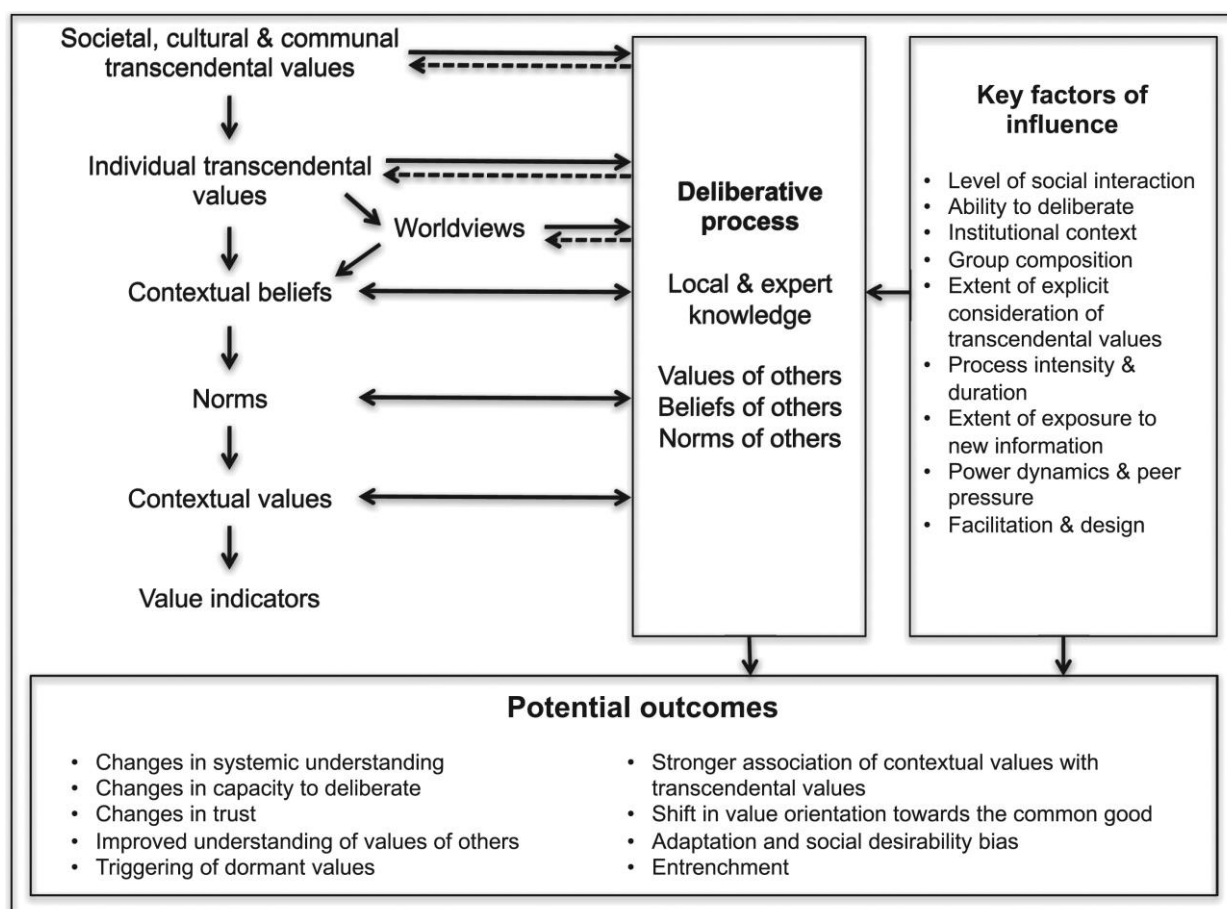 Societal, cultural & communal
transcendental values
Individual transcendental
values
Worldviews
Contextual beliefs
Norms
Contextual values
Value indicators
Deliberative
process
Local & expert
knowledge
Values of others
Beliefs of others
Norms of others
Key factors of
influence
• Level of social interaction
• Ability to deliberate
• Institutional context
• Group composition
• Extent of explicit
consideration of
transcendental values
• Process intensity &
duration
• Extent of exposure to
new information
• Power dynamics & peer
pressure
• Facilitation & design
Potential outcomes
• Changes in systemic understanding
• Changes in capacity to deliberate
• Changes in trust
• Improved understanding of values of others
• Triggering of dormant values
• Stronger association of contextual values with
transcendental values
• Shift in value orientation towards the common good
• Adaptation and social desirability bias
• Entrenchment